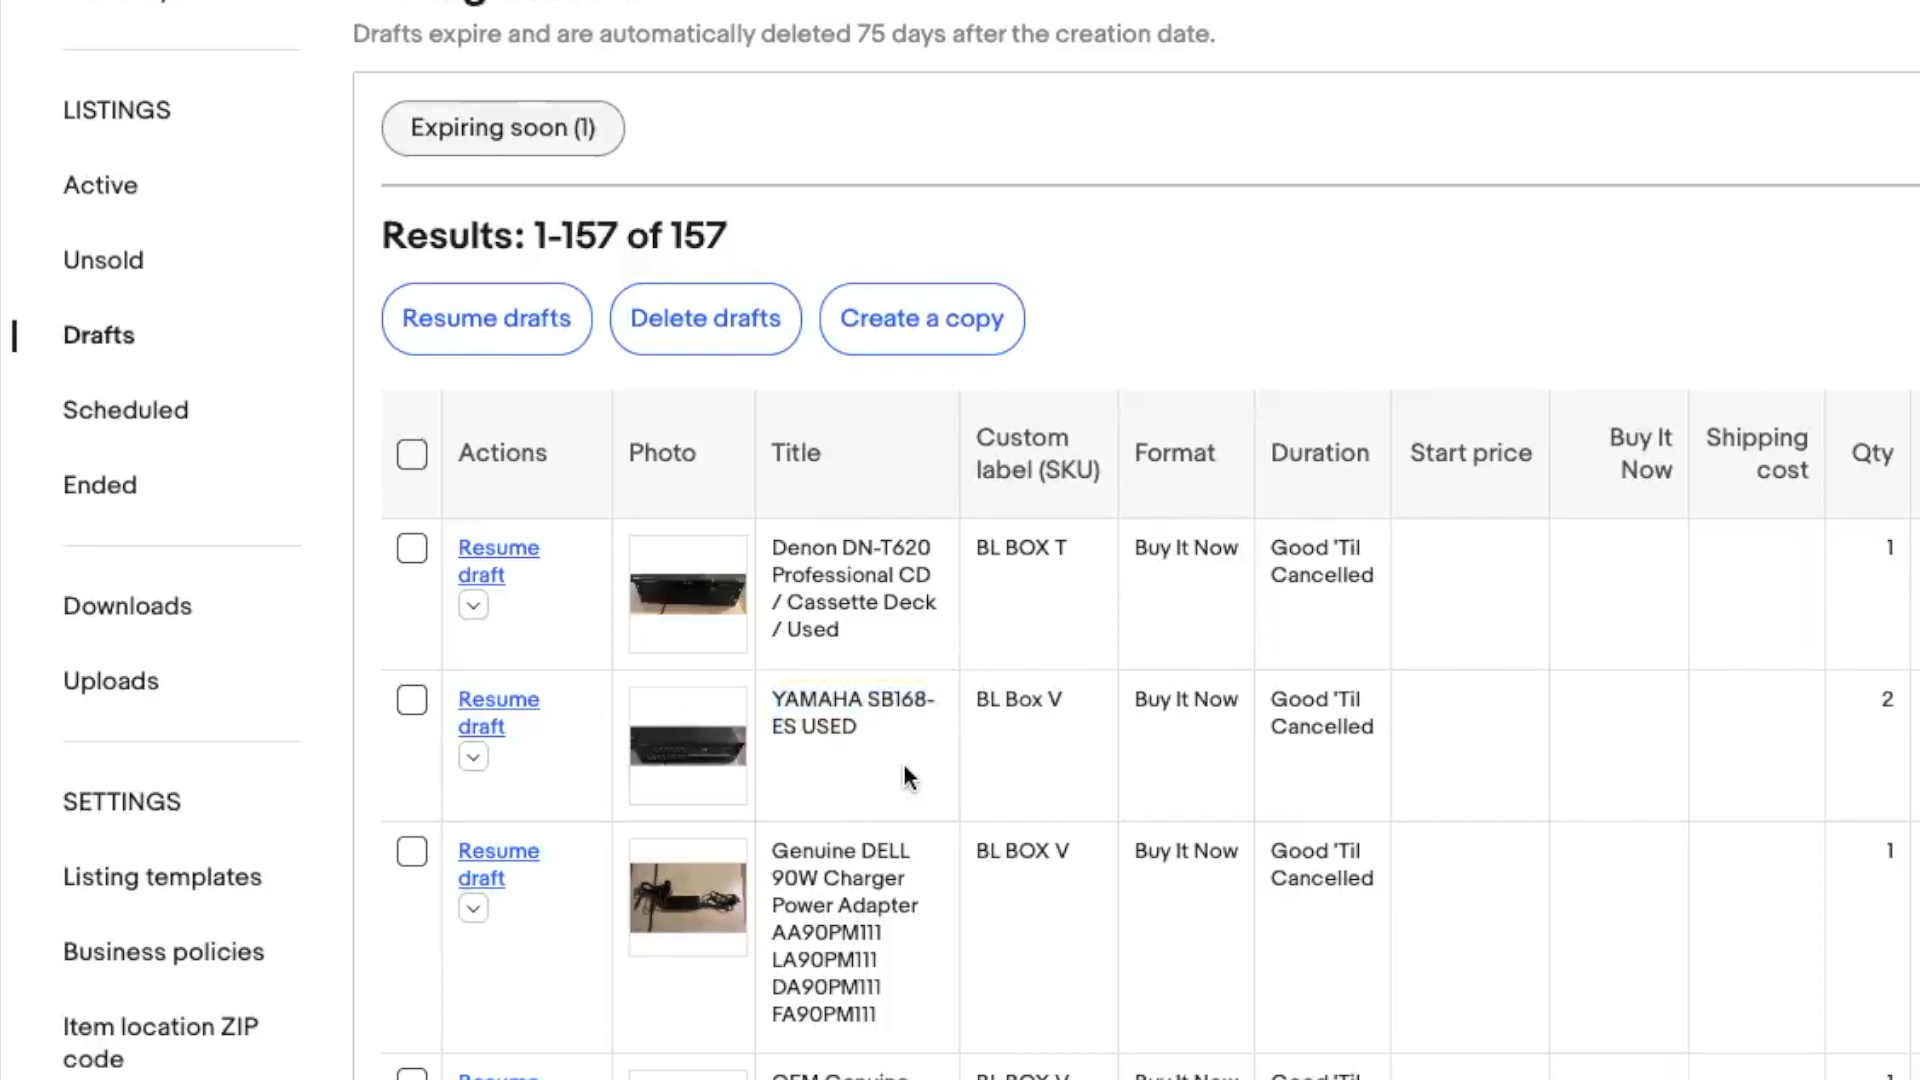 Drafts expire and are automatically deleted 75 days after the creation date.
LISTINGS
Active
Unsold
Drafts
Scheduled
Ended
Downloads
Uploads
SETTINGS
Listing templates
Business policies
Item location ZIP
code
Expiring soon (1)
Results: 1-157 of 157
Resume drafts
Delete drafts
Create a copy
Actions
Photo
Title
Custom
label (SKU)
Format
Duration
Start price
Buy It
Now
Shipping
cost
Qty
Resume
draft
Denon DN-T620
Professional CD
/ Cassette Deck
/ Used
BL BOX T
Buy It Now
Good 'Til
Cancelled
1
Resume
draft
YAMAHA SB168-
ES USED
BL Box V
Buy It Now
Good 'Til
Cancelled
2
Resume
draft
Genuine DELL
90W Charger
Power Adapter
AA90PM111
LA90PM111
DA90PM111
FA90PM111
BL BOX V
Buy It Now
Good 'Til
Cancelled
1